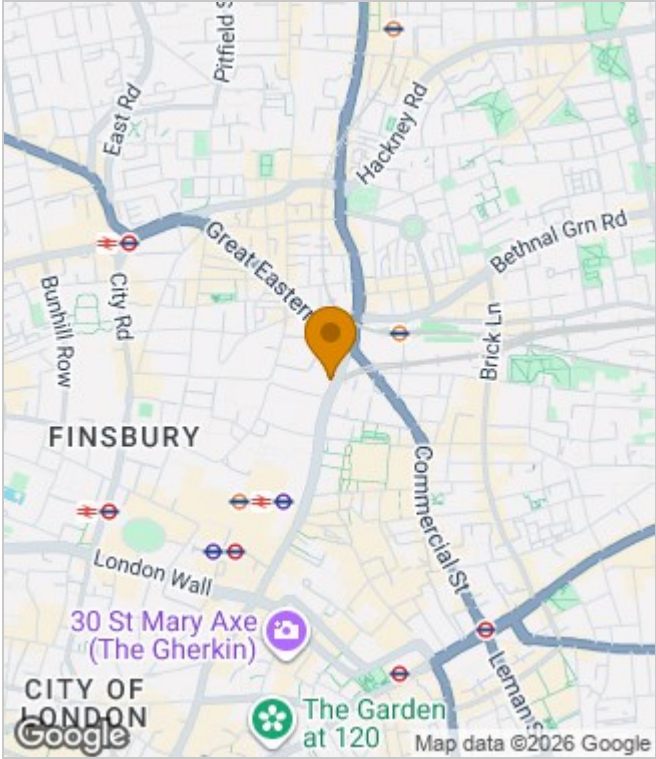 Pitfield S
East Rd
Hackney Rd
Great Eastern
Bethnal Grn Rd
City Rd
Bunhill Row
Brick Ln
FINSBURY
Commercial St
London Wall
30 St Mary Axe
(The Gherkin)
Leman S
CITY OF
LONDON
The Garden
at 120
Google
Map data ©2026 Google